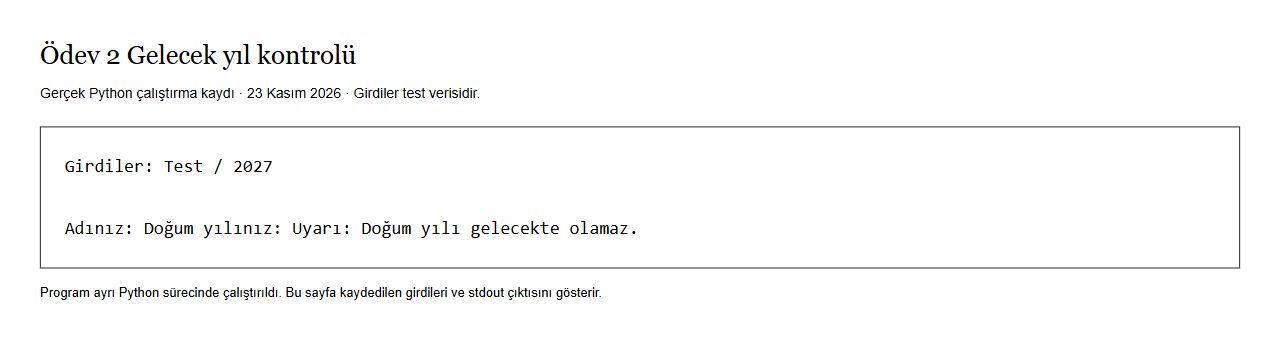 Ödev 2 Gelecek yıl kontrolü
Gerçek Python çalıştırma kaydı · 23 Kasım 2026 · Girdiler test verisidir.
Girdiler: Test / 2027
Adınız: Doğum yılınız: Uyarı: Doğum yılı gelecekte olamaz.
Program ayrı Python sürecinde çalıştırıldı. Bu sayfa kaydedilen girdileri ve stdout çıktısını gösterir.